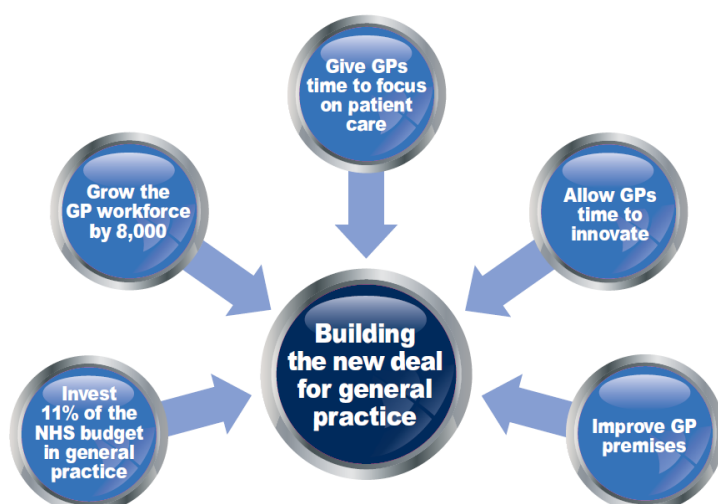 Give GPs
time to focus
on patient
care
Grow the
GP workforce
by 8,000
Allow GPs
time to
innovate
Building
the new deal
for general
practice
Invest
11% of the
NHS budget
in general
practice
Improve GP
premises